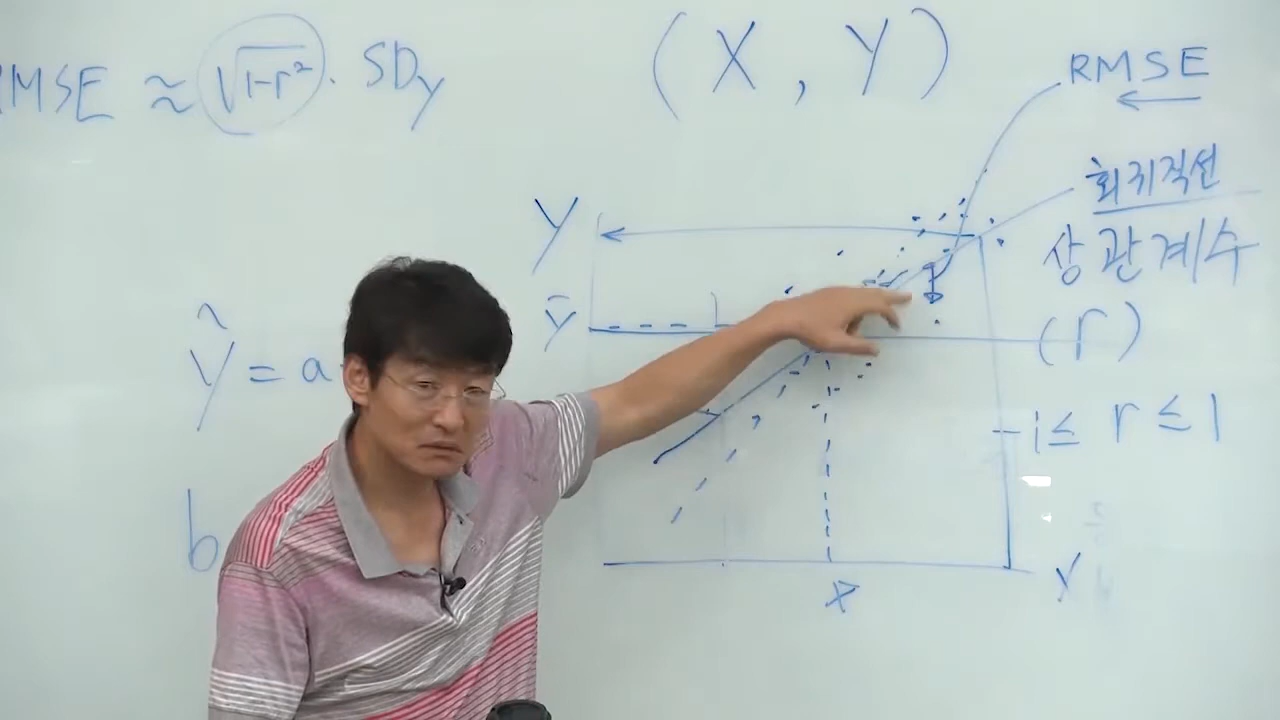 RMSE ≈ √1-r² · SDy
(X, Y)
RMSE
회귀직선
상관계수
(r)
-1≤ r ≤ 1
Y
ȳ
ŷ = a
b
x̄
X